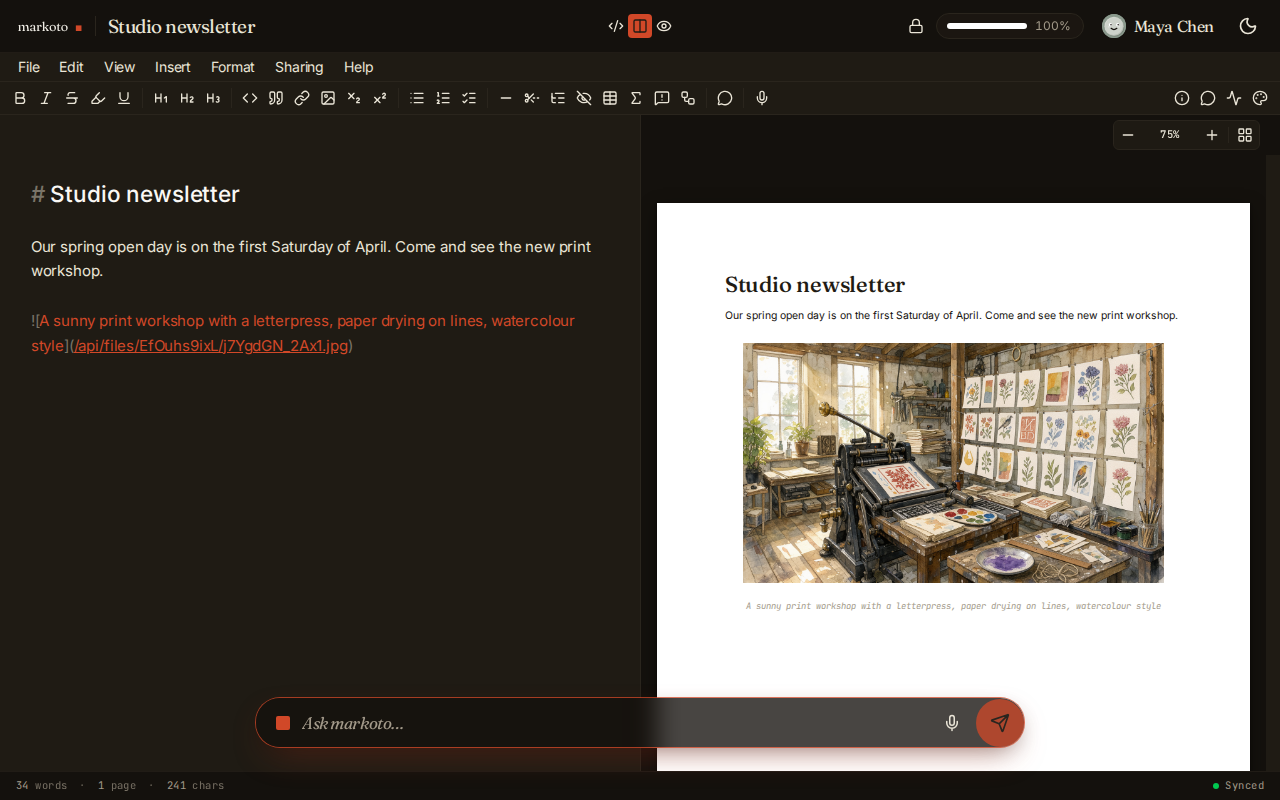 markoto
Studio newsletter
100%
Maya Chen
File Edit View Insert Format Sharing Help
H1 H2 H3
75%
# Studio newsletter
Our spring open day is on the first Saturday of April. Come and see the new print
workshop.
![A sunny print workshop with a letterpress, paper drying on lines, watercolour
style](/api/files/EfOuhs9ixL/j7YgdGN_2Ax1.jpg)
Studio newsletter
Our spring open day is on the first Saturday of April. Come and see the new print workshop.
A sunny print workshop with a letterpress, paper drying on lines, watercolour style
Ask markoto...
34 words · 1 page · 241 chars
Synced